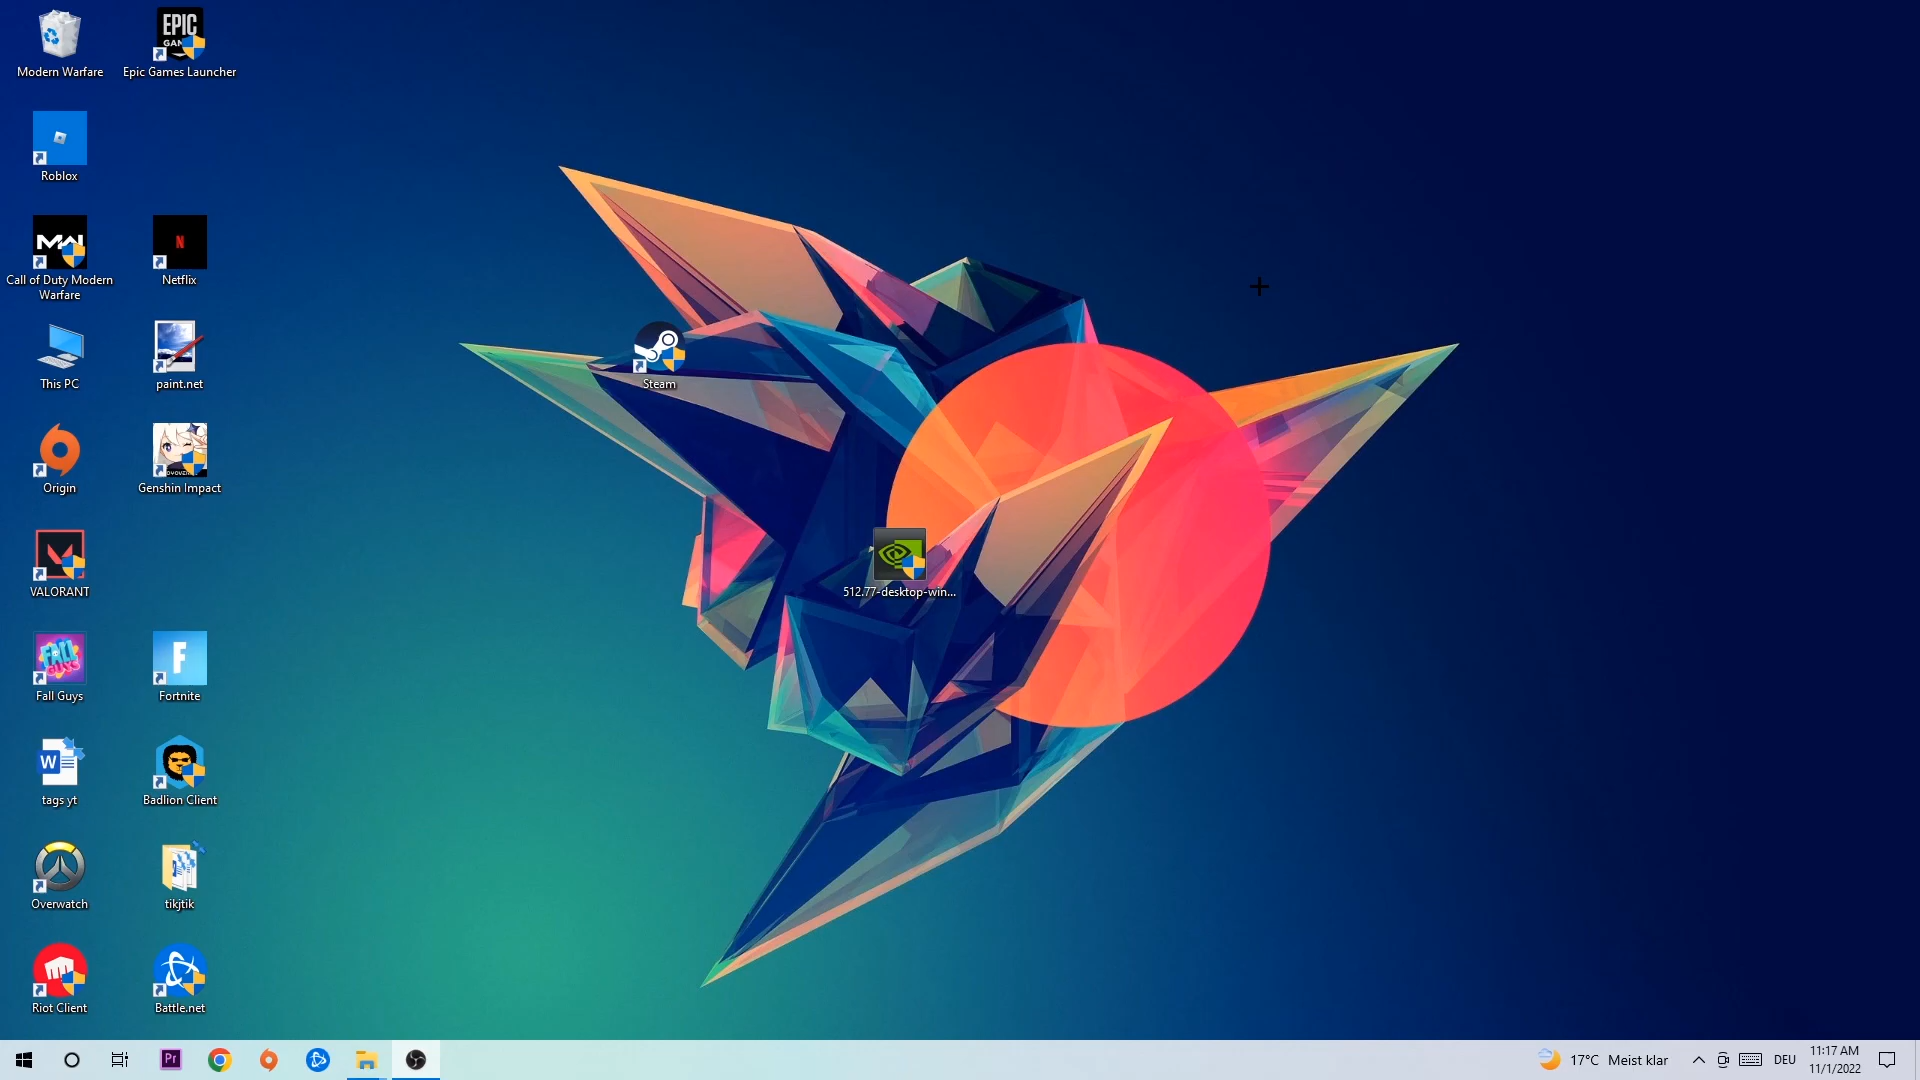 Modern Warfare
EPIC
GAMES
Epic Games Launcher
Roblox
MW
Call of Duty Modern
Warfare
N
Netflix
This PC
paint.net
Steam
Origin
Genshin Impact
VALORANT
512.77-desktop-win...
FALL
GUYS
Fall Guys
F
Fortnite
W
tags yt
Badlion Client
Overwatch
tikjtik
Riot Client
Battle.net
Pr
17°C Meist klar
DEU
11:17 AM
11/1/2022